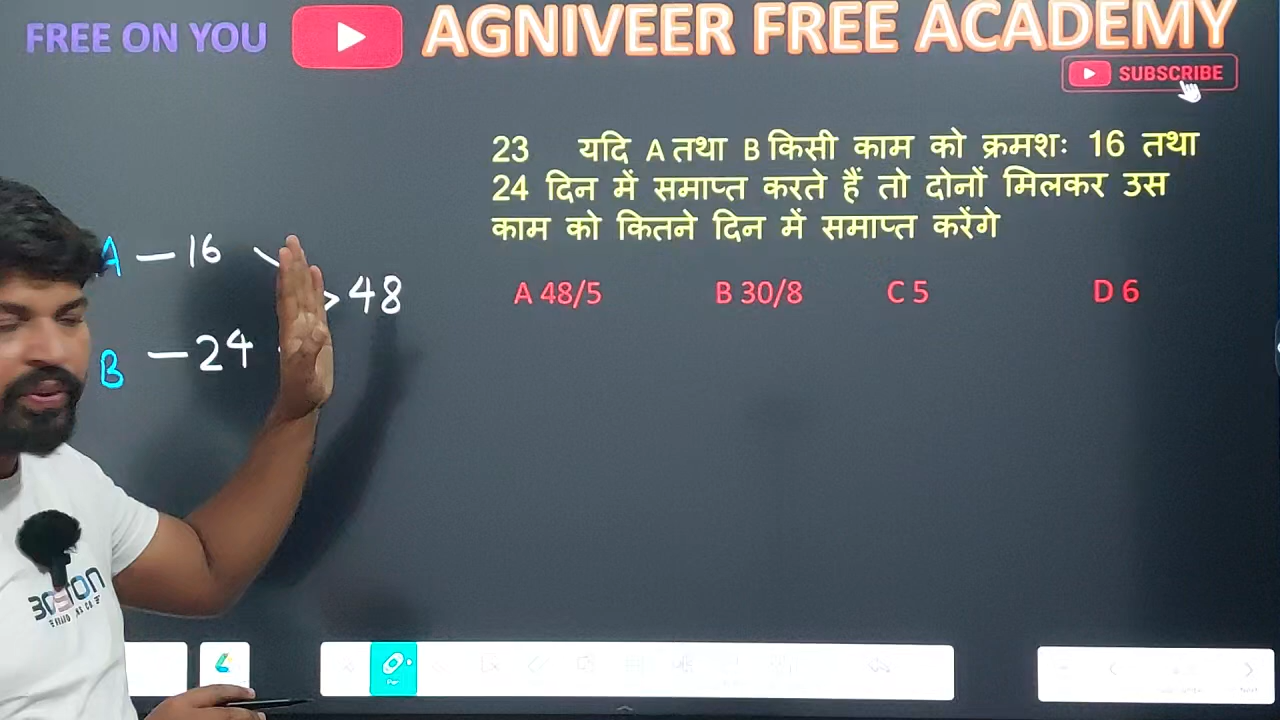 FREE ON YOU
AGNIVEER FREE ACADEMY
SUBSCRIBE
23 यदि A तथा B किसी काम को क्रमशः 16 तथा
24 दिन में समाप्त करते हैं तो दोनों मिलकर उस
काम को कितने दिन में समाप्त करेंगे
A 48/5 B 30/8 C 5 D 6
A — 16
48
B — 24